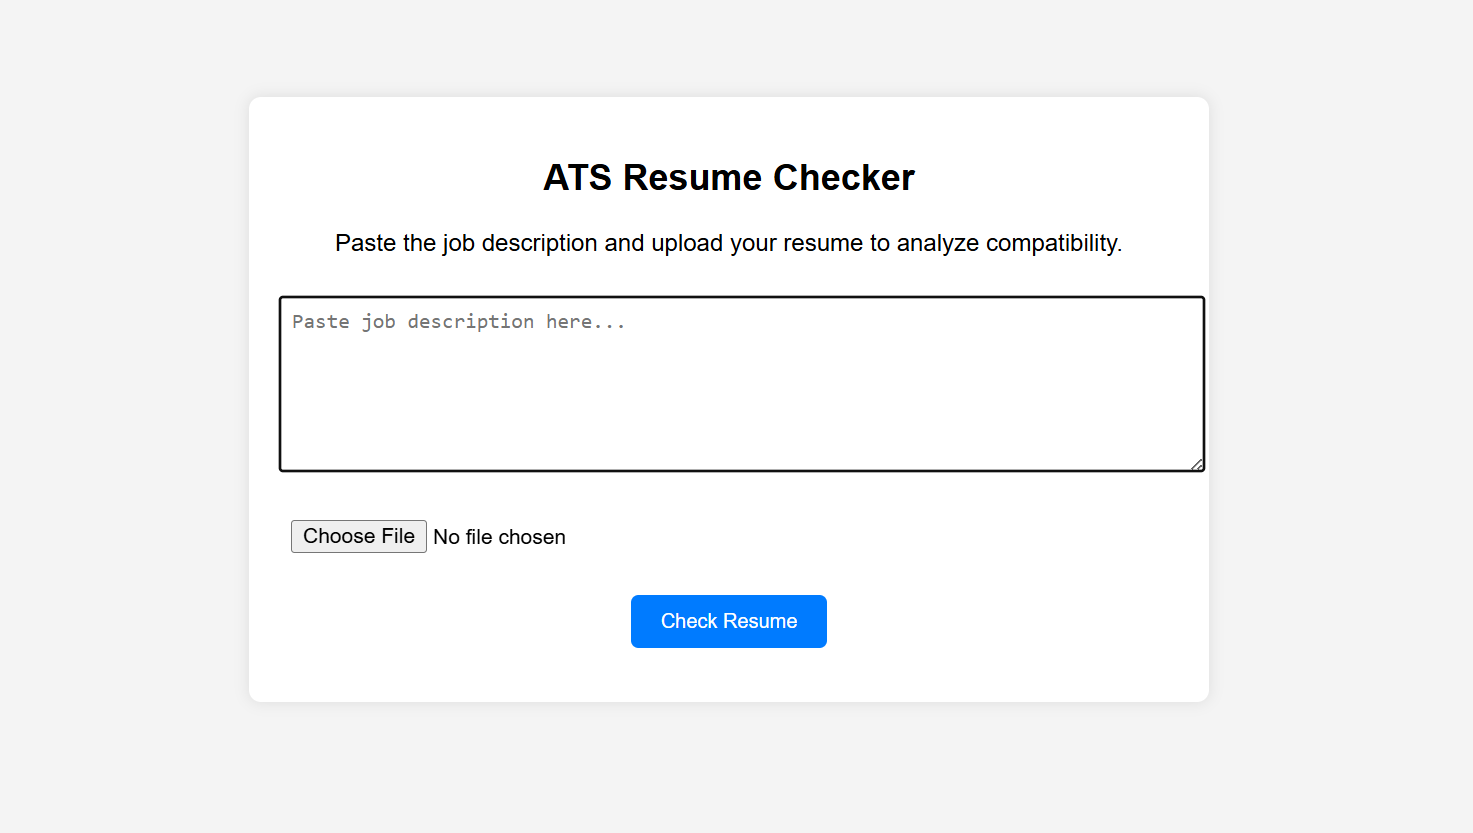 ATS Resume Checker
Paste the job description and upload your resume to analyze compatibility.
Paste job description here...
Choose File No file chosen
Check Resume